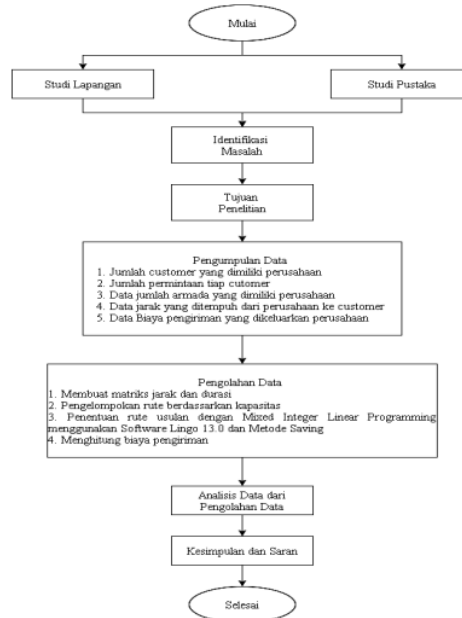 Mulai
Studi Lapangan
Studi Pustaka
Identifikasi
Masalah
Tujuan
Penelitian
Pengumpulan Data
1. Jumlah customer yang dimiliki perusahaan
2. Jumlah permintaan tiap cutomer
3. Data jumlah armada yang dimiliki perusahaan
4. Data jarak yang ditempuh dari perusahaan ke customer
5. Data Biaya pengiriman yang dikeluarkan perusahaan
Pengolahan Data
1. Membuat matriks jarak dan durasi
2. Pengelompokan rute berdassarkan kapasitas
3. Penentuan rute usulan dengan Mixed Integer Linear Programming
menggunakan Software Lingo 13.0 dan Metode Saving
4. Menghitung biaya pengiriman
Analisis Data dari
Pengolahan Data
Kesimpulan dan Saran
Selesai